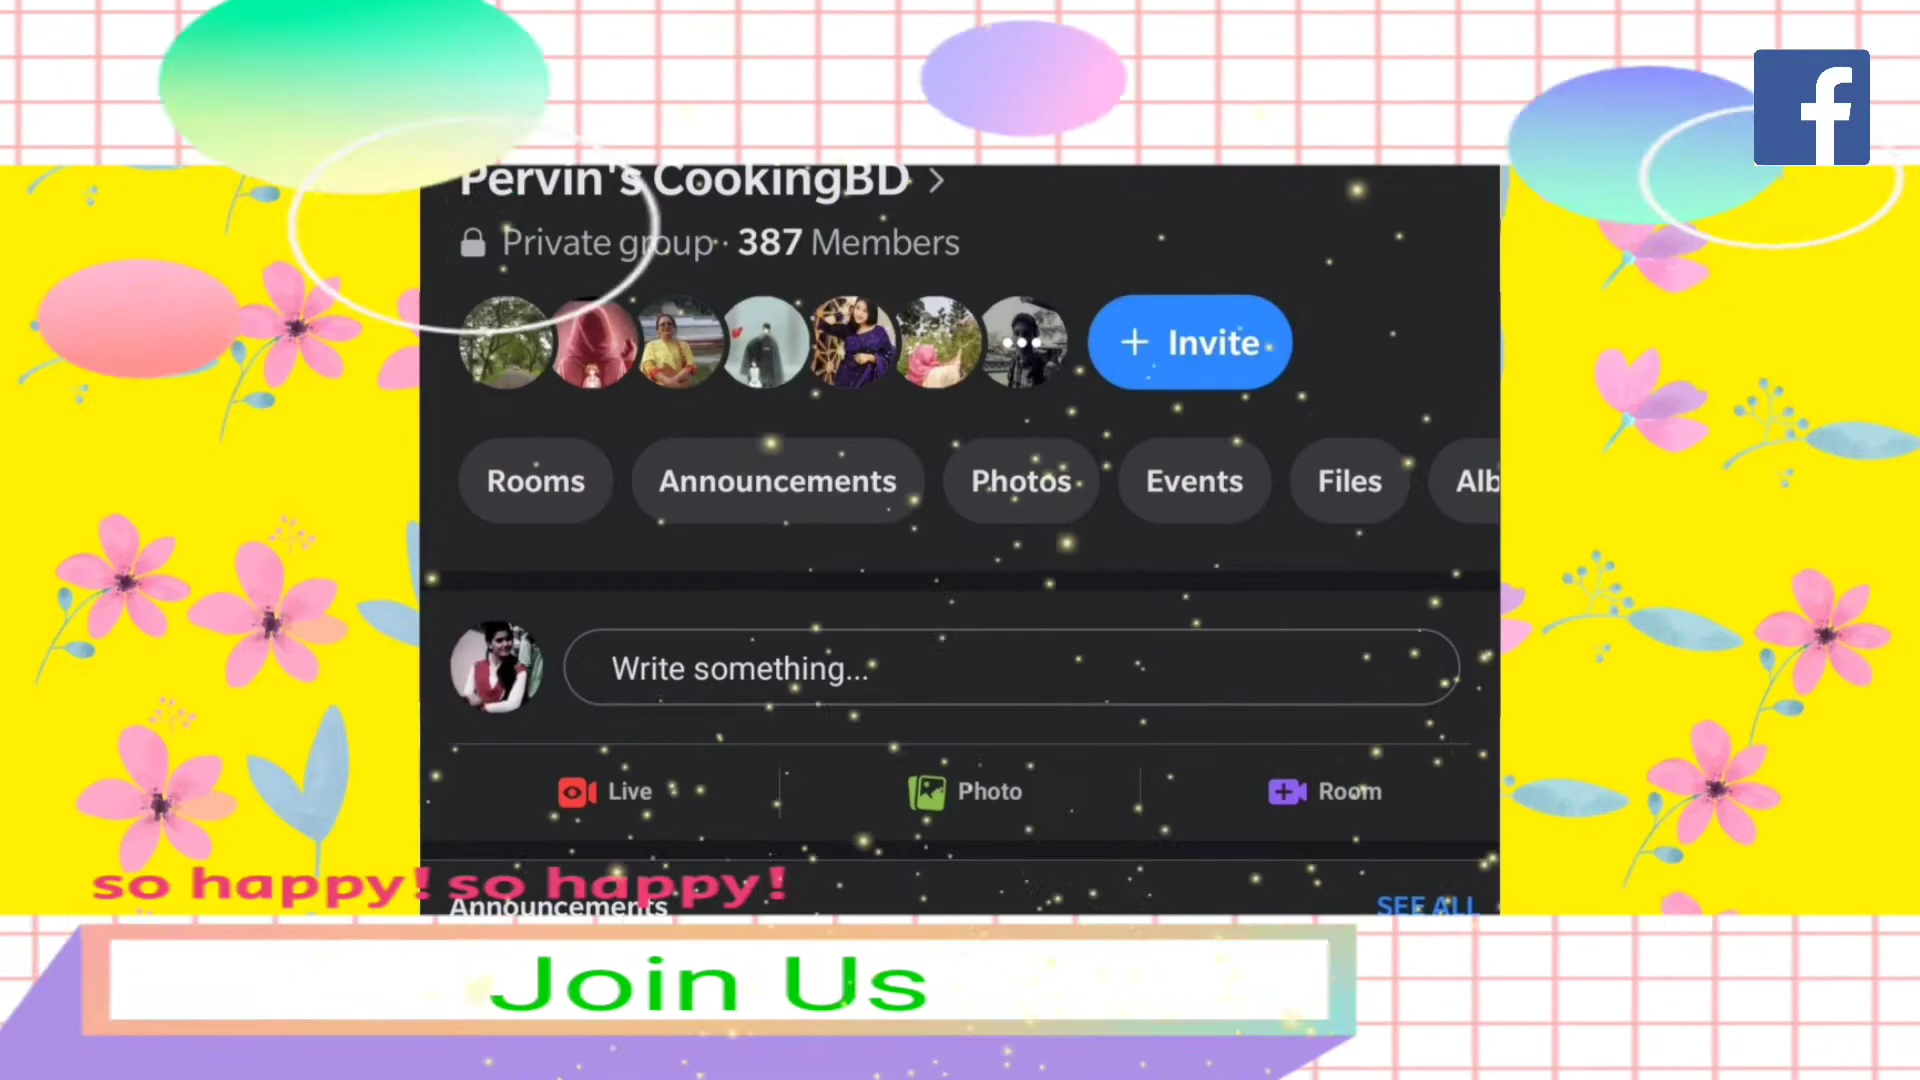 Pervin's CookingBD
Private group · 387 Members
+ Invite
Rooms
Announcements
Photos
Events
Files
Alb
Write something...
Live
Photo
Room
so happy! so happy!
Announcements
SEE ALL
Join Us